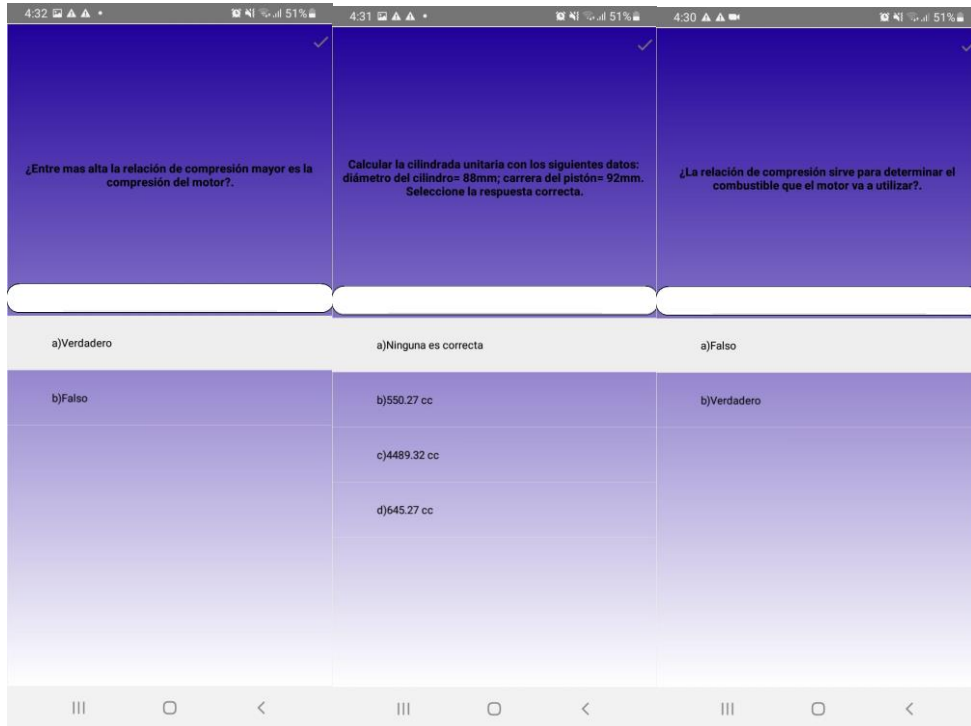 4:32
51%
¿Entre mas alta la relación de compresión mayor es la
compresión del motor?.
a)Verdadero
b)Falso
4:31
51%
Calcular la cilindrada unitaria con los siguientes datos:
diámetro del cilindro= 88mm; carrera del pistón= 92mm.
Seleccione la respuesta correcta.
a)Ninguna es correcta
b)550.27 cc
c)4489.32 cc
d)645.27 cc
4:30
51%
¿La relación de compresión sirve para determinar el
combustible que el motor va a utilizar?.
a)Falso
b)Verdadero